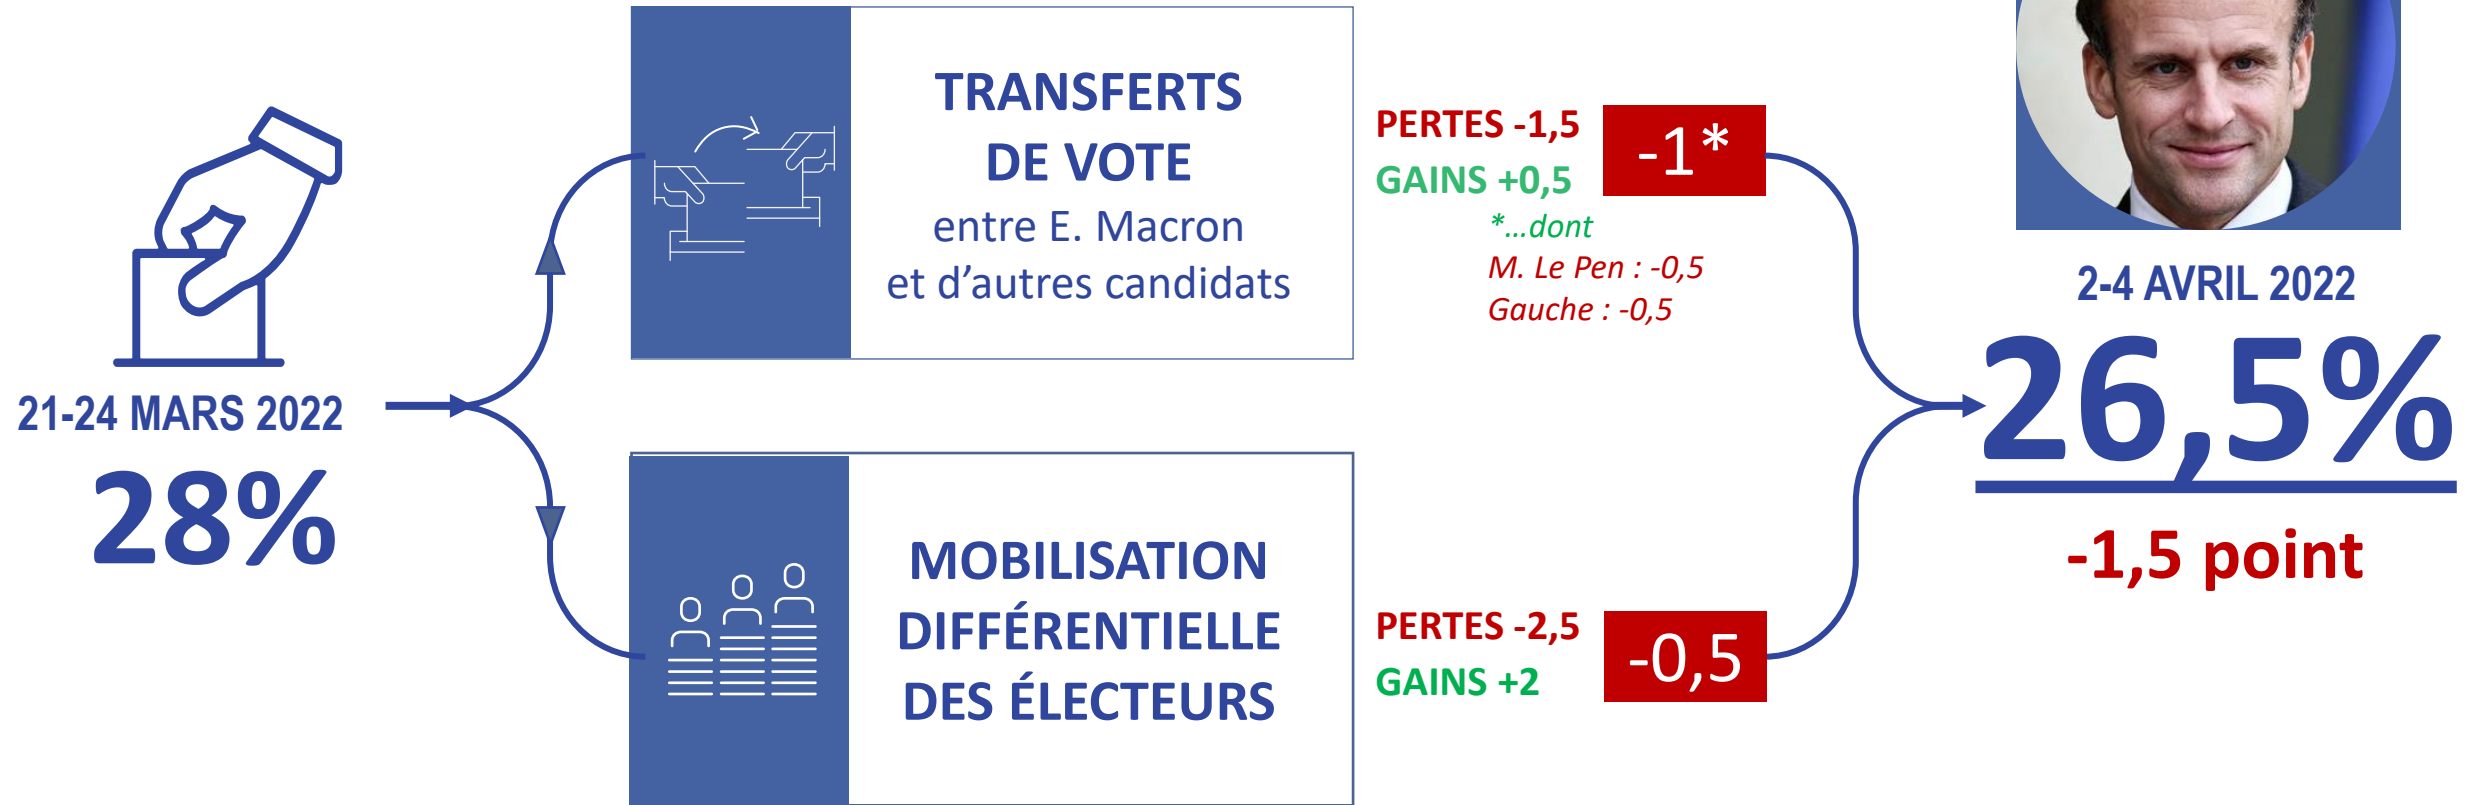 21-24 MARS 2022
28%
TRANSFERTS
DE VOTE
entre E. Macron
et d’autres candidats
PERTES -1,5
GAINS +0,5
-1*
*...dont
M. Le Pen : -0,5
Gauche : -0,5
MOBILISATION
DIFFÉRENTIELLE
DES ÉLECTEURS
PERTES -2,5
GAINS +2
-0,5
2-4 AVRIL 2022
26,5%
-1,5 point